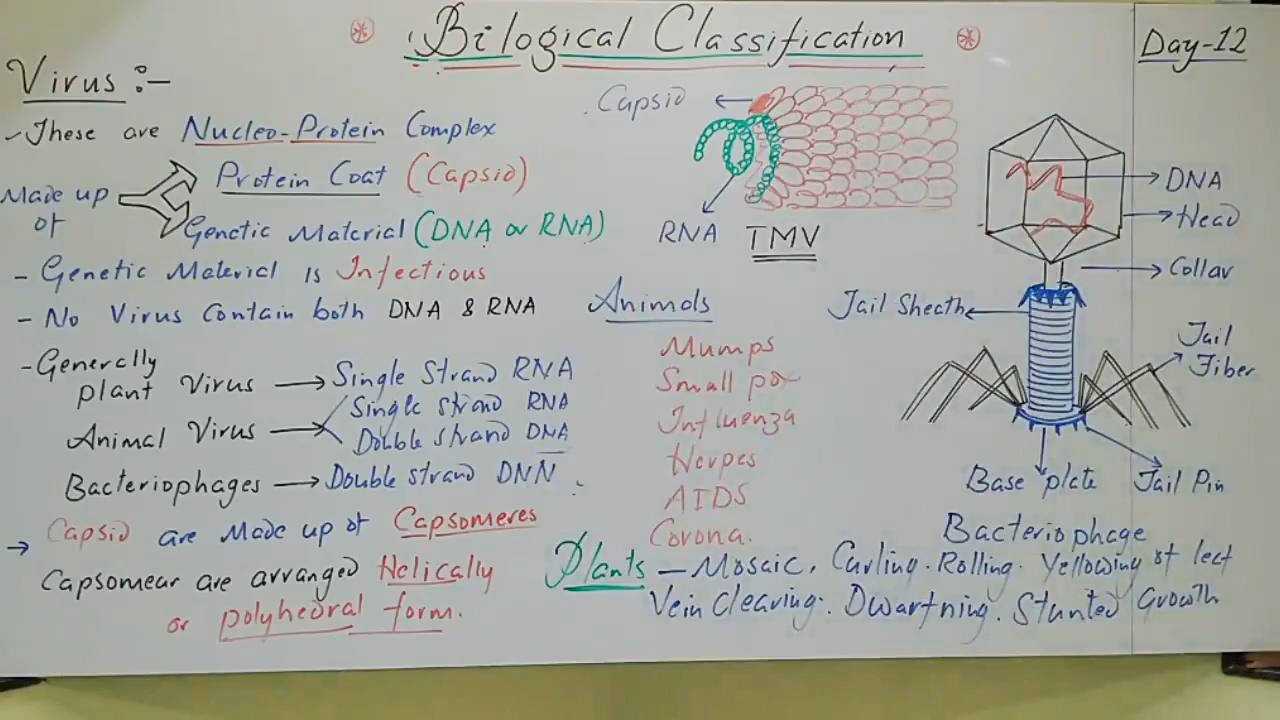 Bilogical Classification
Day-12
Virus :-
- These are Nucleo-Protein Complex
Made up of
Protein Coat (Capsid)
Genetic Material (DNA or RNA)
- Genetic Material is Infectious
- No Virus Contain both DNA & RNA
- Generally
plant Virus → Single Strand RNA
Animal Virus → Single strand RNA
Double strand DNA
Bacteriophages → Double strand DNN
→ Capsid are Made up of Capsomeres
Capsomear are arranged Helically
or polyhedral form.
Capsid
RNA
TMV
Animals
Mumps
Small pox
Influenza
Herpes
AIDS
Corona.
DNA
Head
Collar
Tail Sheath
Tail
Fiber
Base plate
Tail Pin
Bacteriophage
Plants - Mosaic, Curling. Rolling. Yellowing of leef
Vein Clearing. Dwarfning. Stunted Growth